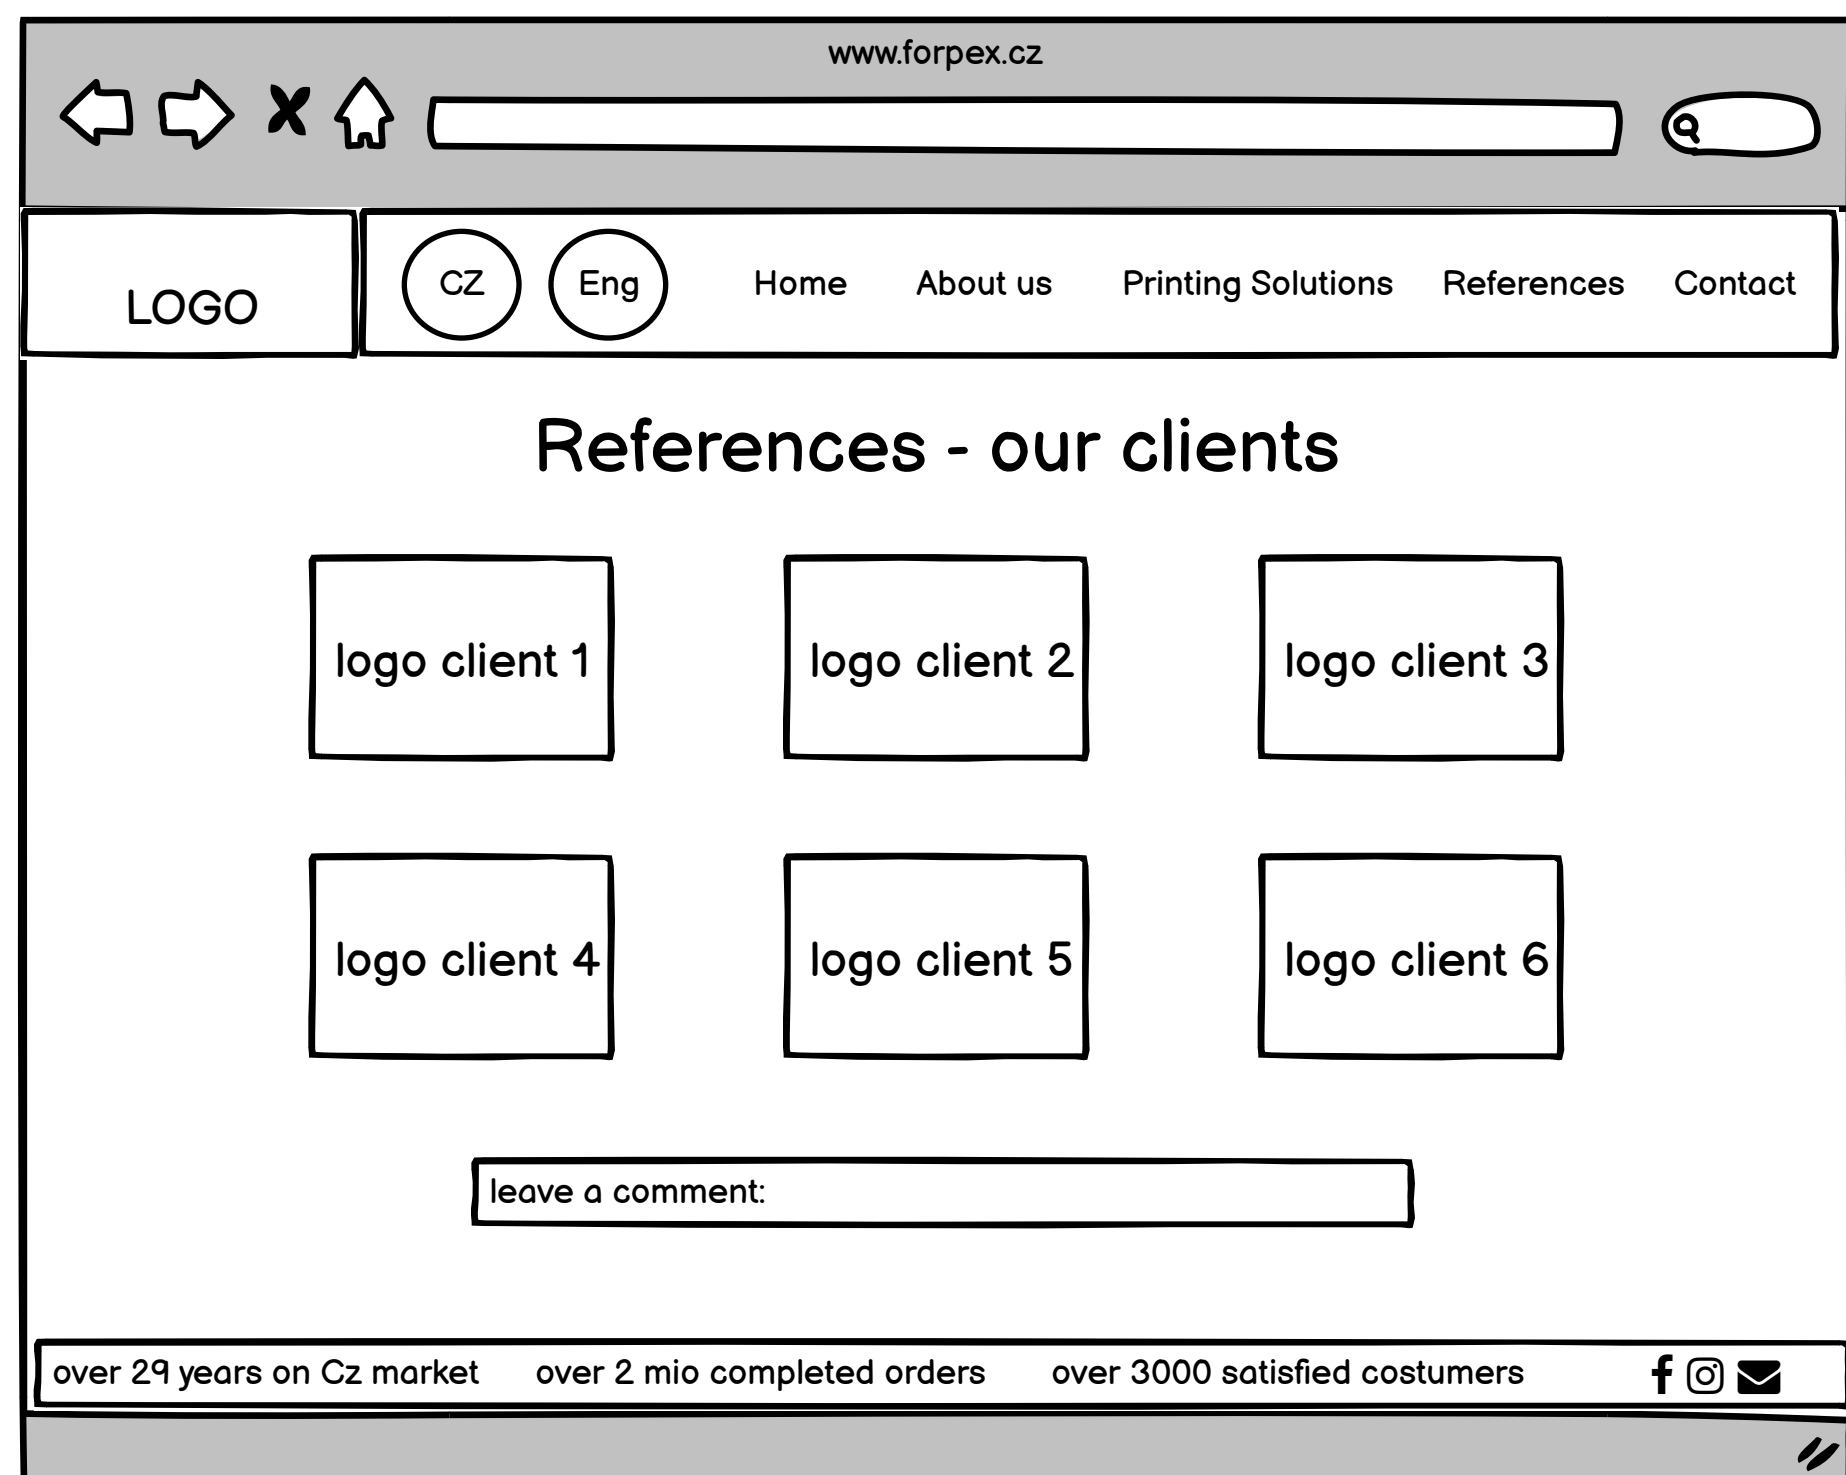 www.forpex.cz
LOGO
CZ Eng Home About us Printing Solutions References Contact
References - our clients
logo client 1 logo client 2 logo client 3
logo client 4 logo client 5 logo client 6
leave a comment:
over 29 years on Cz market over 2 mio completed orders over 3000 satisfied costumers